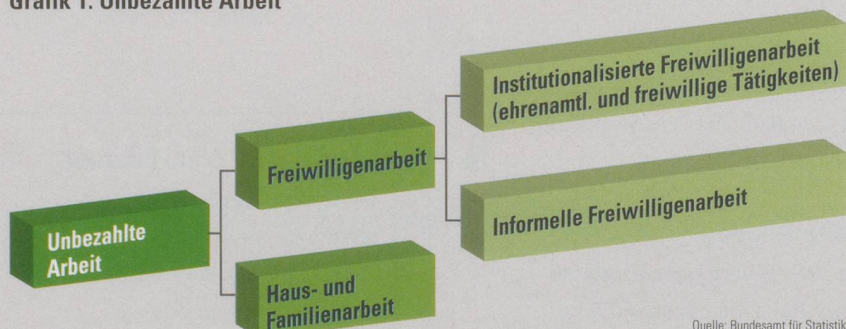 Grafik 1: Unbezahlte Arbeit
Institutionalisierte Freiwilligenarbeit
(ehrenamtl. und freiwillige Tätigkeiten)
Freiwilligenarbeit
Informelle Freiwilligenarbeit
Unbezahlte
Arbeit
Haus- und
Familienarbeit
Quelle: Bundesamt für Statistik